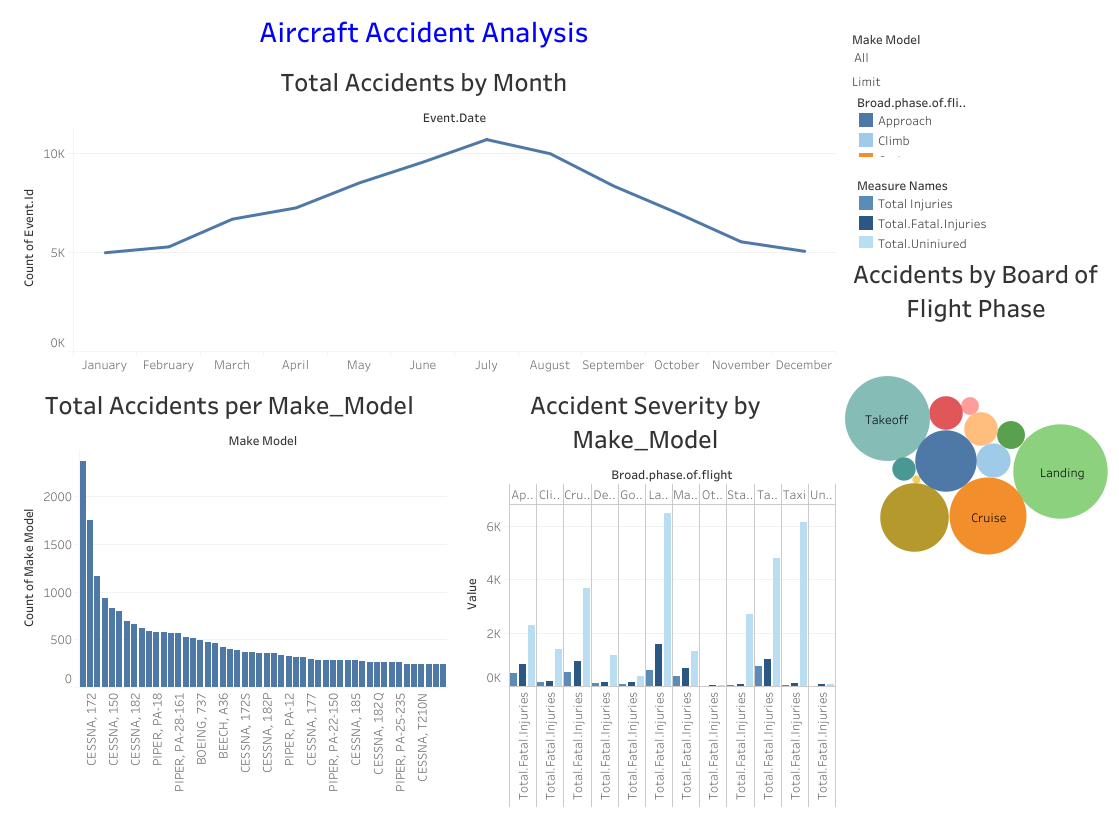 Aircraft Accident Analysis
Total Accidents by Month
Event.Date
Count of Event.Id
10K
5K
0K
January February March April May June July August September October November December
Make Model
All
Limit
Broad.phase.of.fli..
Approach
Climb
Measure Names
Total Injuries
Total.Fatal.Injuries
Total.Uninjured
Accidents by Board of
Flight Phase
Takeoff
Landing
Cruise
Total Accidents per Make_Model
Make Model
Count of Make Model
2000
1500
1000
500
0
CESSNA, 172
CESSNA, 150
CESSNA, 182
PIPER, PA-18
PIPER, PA-28-161
BOEING, 737
BEECH, A36
CESSNA, 172S
CESSNA, 182P
PIPER, PA-12
CESSNA, 177
PIPER, PA-22-150
CESSNA, 185
CESSNA, 182Q
PIPER, PA-25-235
CESSNA, T210N
Accident Severity by
Make_Model
Broad.phase.of.flight
Ap.. Cli.. Cru.. De.. Go.. La.. Ma.. Ot.. Sta.. Ta.. Taxi Un..
Value
6K
4K
2K
0K
Total.Fatal.Injuries
Total.Fatal.Injuries
Total.Fatal.Injuries
Total.Fatal.Injuries
Total.Fatal.Injuries
Total.Fatal.Injuries
Total.Fatal.Injuries
Total.Fatal.Injuries
Total.Fatal.Injuries
Total.Fatal.Injuries
Total.Fatal.Injuries
Total.Fatal.Injuries